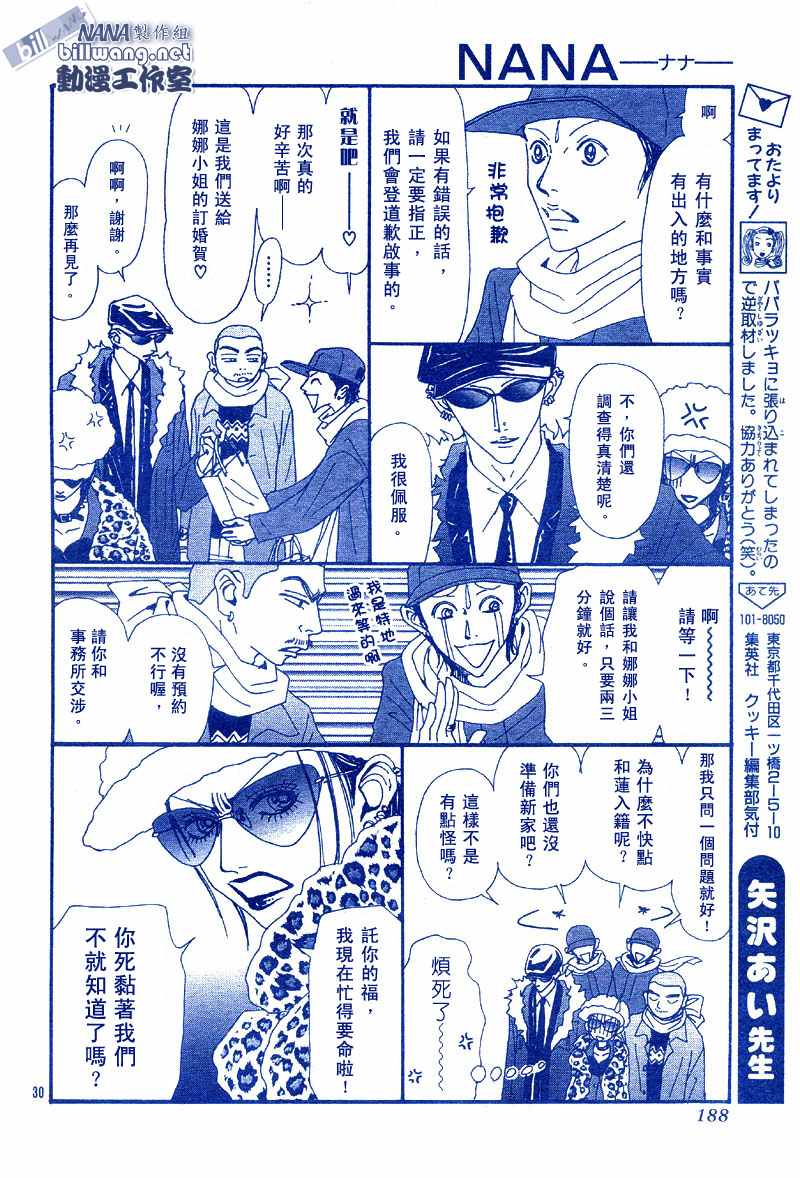 bill
NANA製作組
billwang.net
動漫工作室
NANA
—ナナ—
啊
有什麼和事實
有出入的地方嗎?
如果有錯誤的話,
請一定要指正,
我們會登道歉啟事的。
非常抱歉
就是吧——♡
那次真的
好辛苦啊—
這是我們送給
娜娜小姐的訂婚賀♡
……
啊啊,謝謝。
那麼再見了。
不,你們還
調查得真清楚呢。
我很佩服。
啊~~~~
請等一下!
請讓我和娜娜小姐
說個話,只要兩三
分鐘就好。
我是特地
過來等的啊
沒有預約
不行喔,
請你和
事務所交涉。
那我只問一個問題就好!
為什麼不快點
和蓮入籍呢?
你們也還沒
準備新家吧?
這樣不是
有點怪嗎?
煩死了~
託你的福,
我現在忙得要命啦!
你死黏著我們
不就知道了嗎?
30
188
おたより
まってます!
パパラッキョに張り込まれてしまったの
で逆取材しました。協力ありがとう(笑)。
あて先
101-8050
東京都千代田区一ツ橋2-5-10
集英社 クッキー編集部気付
矢沢あい先生